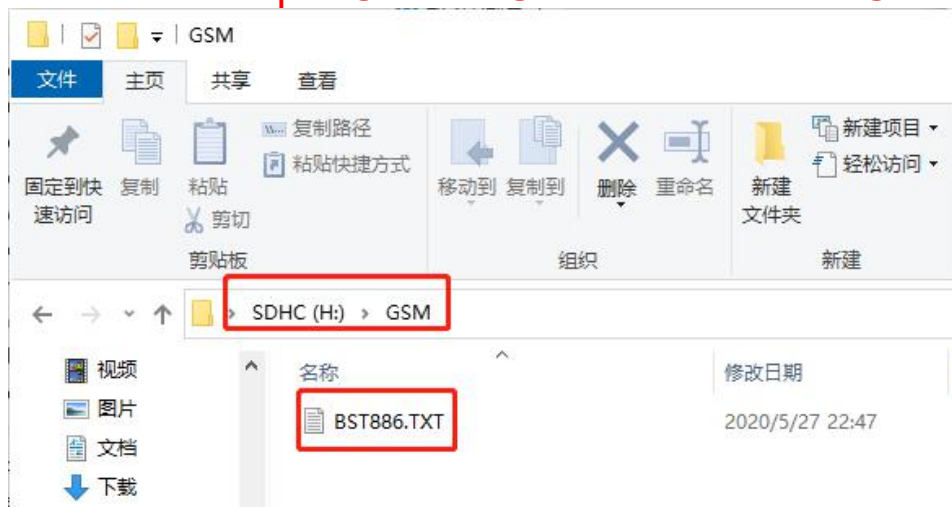 GSM
文件 主页 共享 查看
固定到快速访问
复制
粘贴
复制路径
粘贴快捷方式
剪切
剪贴板
移动到
复制到
删除
重命名
组织
新建
文件夹
新建项目
轻松访问
新建
SDHC (H:) › GSM
视频
图片
文档
下载
名称
修改日期
BST886.TXT
2020/5/27 22:47